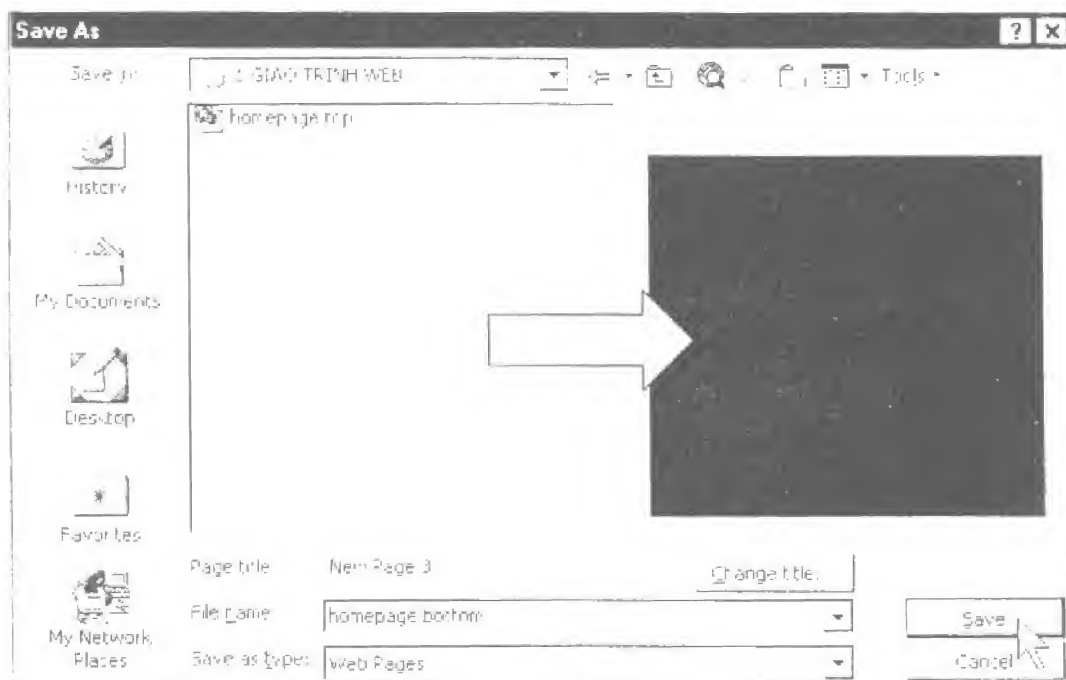 Save As
Save in:
GIAO TRINH WEB
Tools
homepage top
History
My Documents
Desktop
Favorites
My Network
Places
Page title:
New Page 3
Change title...
File name:
homepage bottom
Save
Save as type:
Web Pages
Cancel